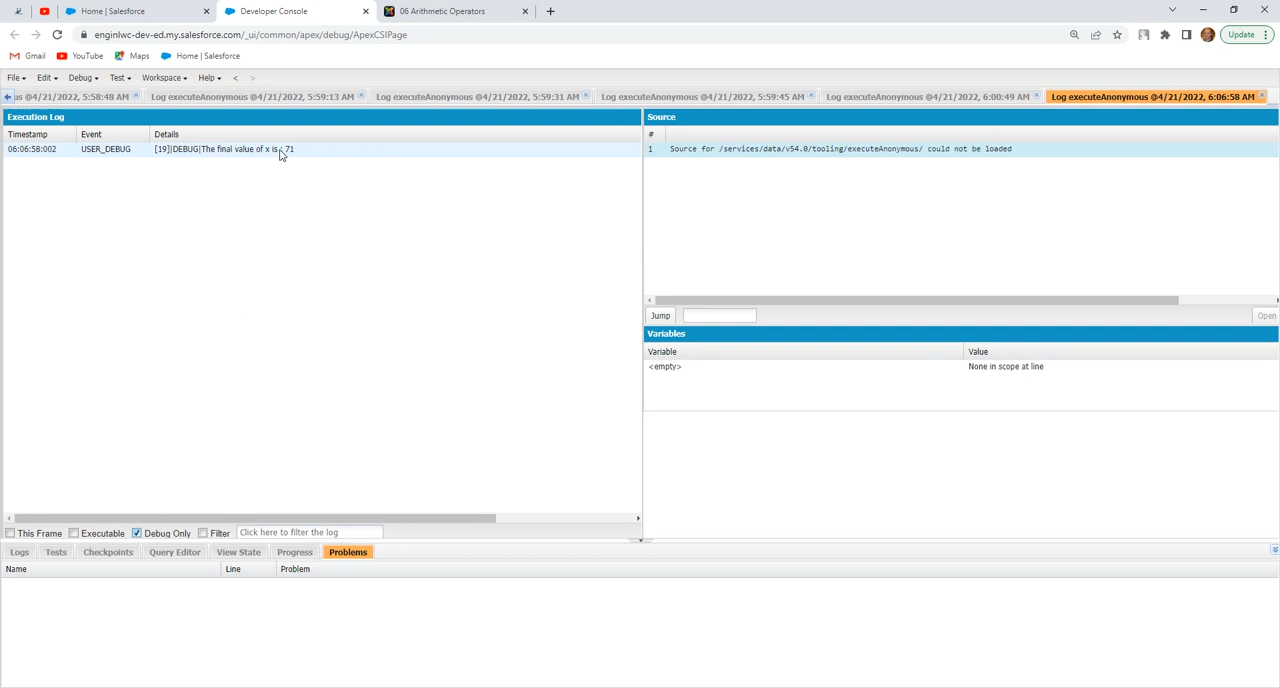 Home | Salesforce
Developer Console
06 Arithmetic Operators
enginlwc-dev-ed.my.salesforce.com/_ui/common/apex/debug/ApexCSIPage
Update
Gmail
YouTube
Maps
Home | Salesforce
File
Edit
Debug
Test
Workspace
Help
<
>
us @4/21/2022, 5:58:48 AM
Log executeAnonymous @4/21/2022, 5:59:13 AM
Log executeAnonymous @4/21/2022, 5:59:31 AM
Log executeAnonymous @4/21/2022, 5:59:45 AM
Log executeAnonymous @4/21/2022, 6:00:49 AM
Log executeAnonymous @4/21/2022, 6:06:58 AM
Execution Log
Timestamp Event Details
06:06:58:002 USER_DEBUG [19]|DEBUG|The final value of x is : 71
Source
#
1 Source for /services/data/v54.0/tooling/executeAnonymous/ could not be loaded
Jump
Open
Variables
Variable Value
<empty> None in scope at line
This Frame
Executable
Debug Only
Filter
Click here to filter the log
Logs
Tests
Checkpoints
Query Editor
View State
Progress
Problems
Name Line Problem